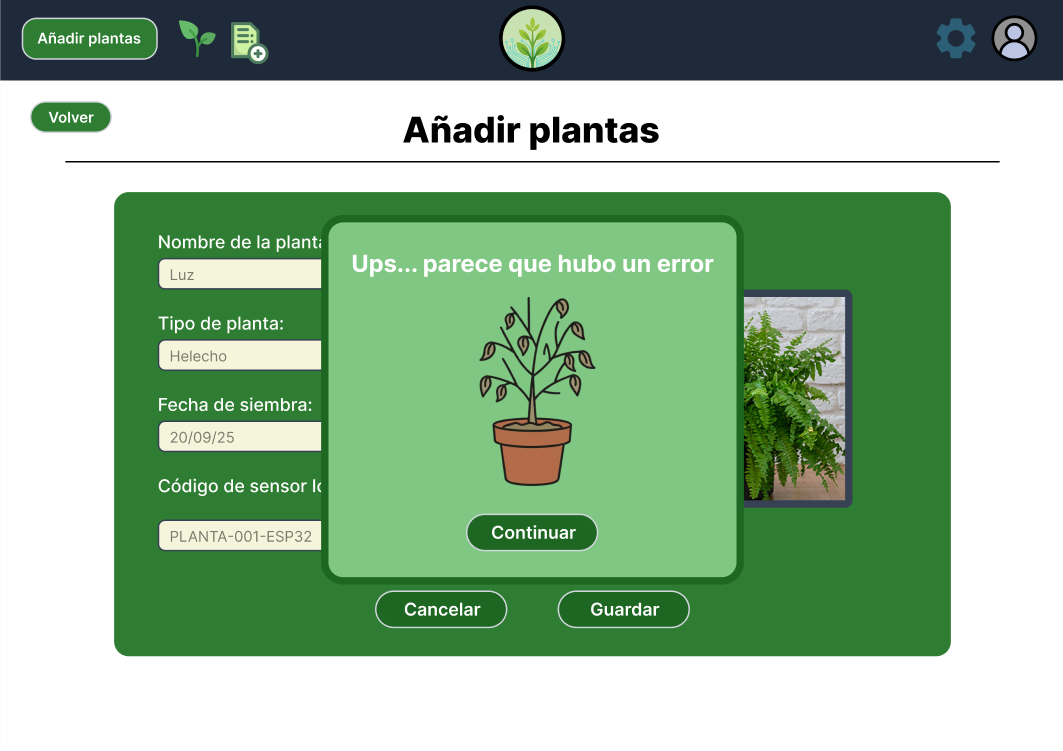 Añadir plantas
Volver
Añadir plantas
Nombre de la planta
Luz
Tipo de planta:
Helecho
Fecha de siembra:
20/09/25
Código de sensor
PLANTA-001-ESP32
Ups... parece que hubo un error
Continuar
Cancelar
Guardar